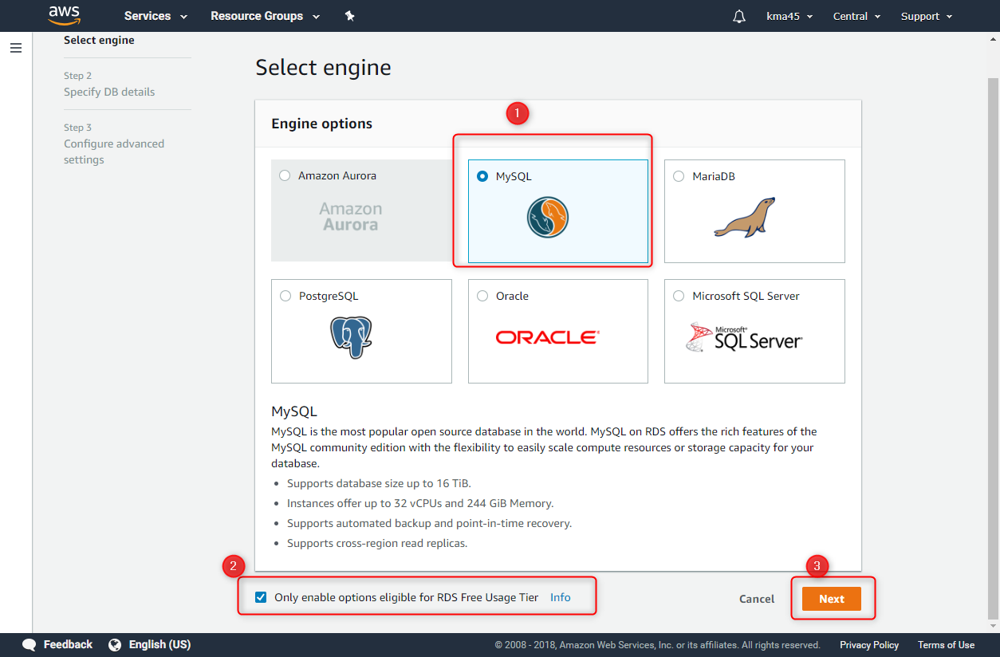 aws Services Resource Groups kma45 Central Support
Select engine
Step 2
Specify DB details
Step 3
Configure advanced
settings
Select engine
Engine options
1
Amazon Aurora
Amazon
Aurora
MySQL
MariaDB
PostgreSQL
Oracle
ORACLE
Microsoft SQL Server
Microsoft®
SQL Server
MySQL
MySQL is the most popular open source database in the world. MySQL on RDS offers the rich features of the
MySQL community edition with the flexibility to easily scale compute resources or storage capacity for your
database.
• Supports database size up to 16 TiB.
• Instances offer up to 32 vCPUs and 244 GiB Memory.
• Supports automated backup and point-in-time recovery.
• Supports cross-region read replicas.
2
Only enable options eligible for RDS Free Usage Tier Info
3
Cancel Next
Feedback English (US) © 2008 - 2018, Amazon Web Services, Inc. or its affiliates. All rights reserved. Privacy Policy Terms of Use